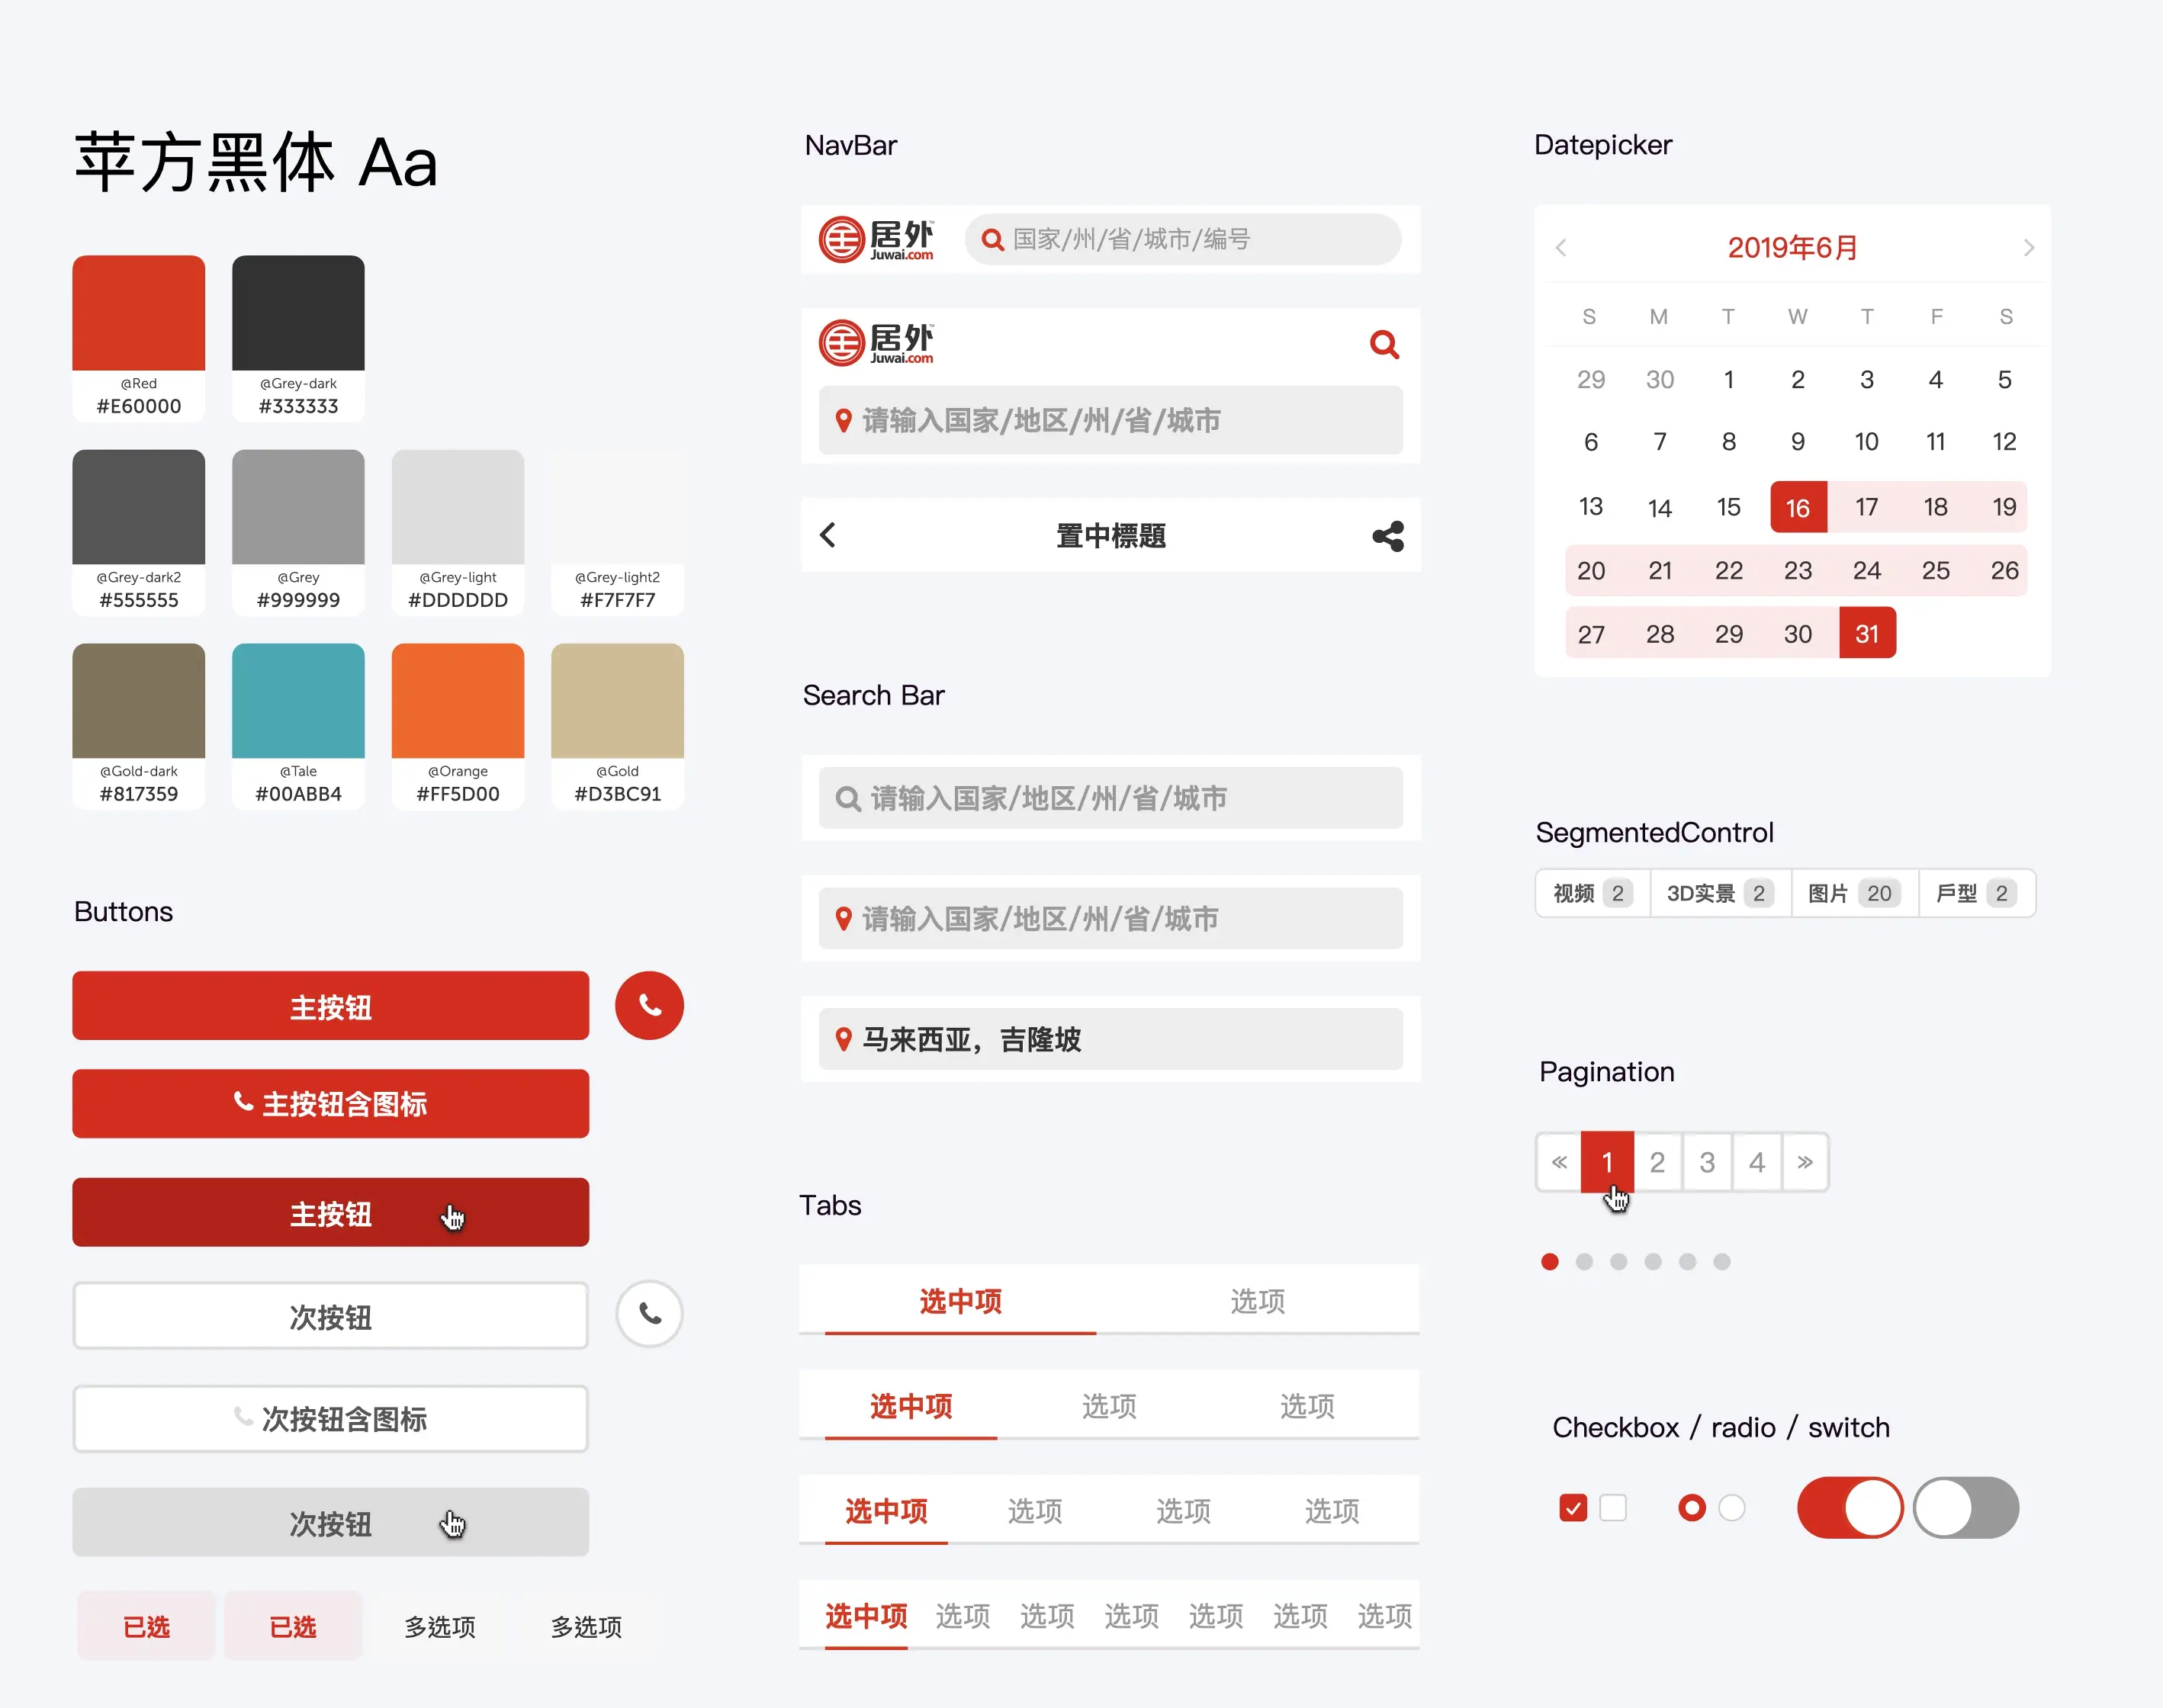 苹方黑体 Aa
@Red
#E60000
@Grey-dark
#333333
@Grey-dark2
#555555
@Grey
#999999
@Grey-light
#DDDDDD
@Grey-light2
#F7F7F7
@Gold-dark
#817359
@Tale
#00ABB4
@Orange
#FF5D00
@Gold
#D3BC91
Buttons
主按钮
主按钮含图标
主按钮
次按钮
次按钮含图标
次按钮
已选 已选 多选项 多选项
NavBar
居外™
Juwai.com
国家/州/省/城市/编号
居外™
Juwai.com
请输入国家/地区/州/省/城市
置中標題
Search Bar
请输入国家/地区/州/省/城市
请输入国家/地区/州/省/城市
马来西亚，吉隆坡
Tabs
选中项 选项
选中项 选项 选项
选中项 选项 选项 选项
选中项 选项 选项 选项 选项 选项 选项
Datepicker
2019年6月
S M T W T F S
29 30 1 2 3 4 5
6 7 8 9 10 11 12
13 14 15 16 17 18 19
20 21 22 23 24 25 26
27 28 29 30 31
SegmentedControl
视频 2 3D实景 2 图片 20 戶型 2
Pagination
« 1 2 3 4 »
Checkbox / radio / switch